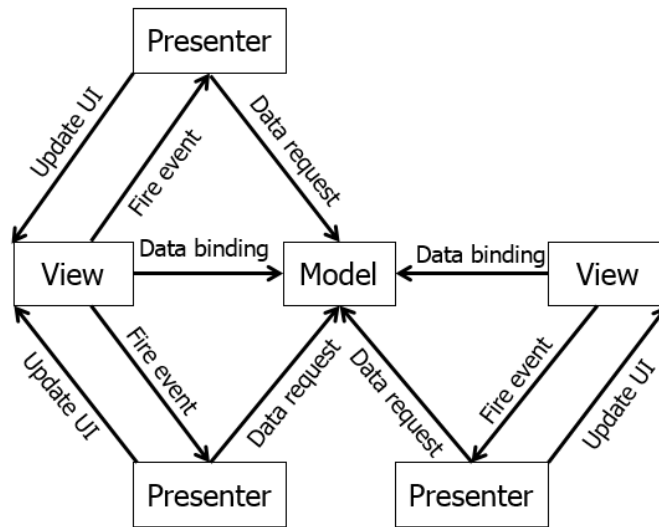 Presenter
Update UI
Fire event
Data request
View
Data binding
Model
Data binding
View
Update UI
Fire event
Data request
Data request
Fire event
Update UI
Presenter
Presenter